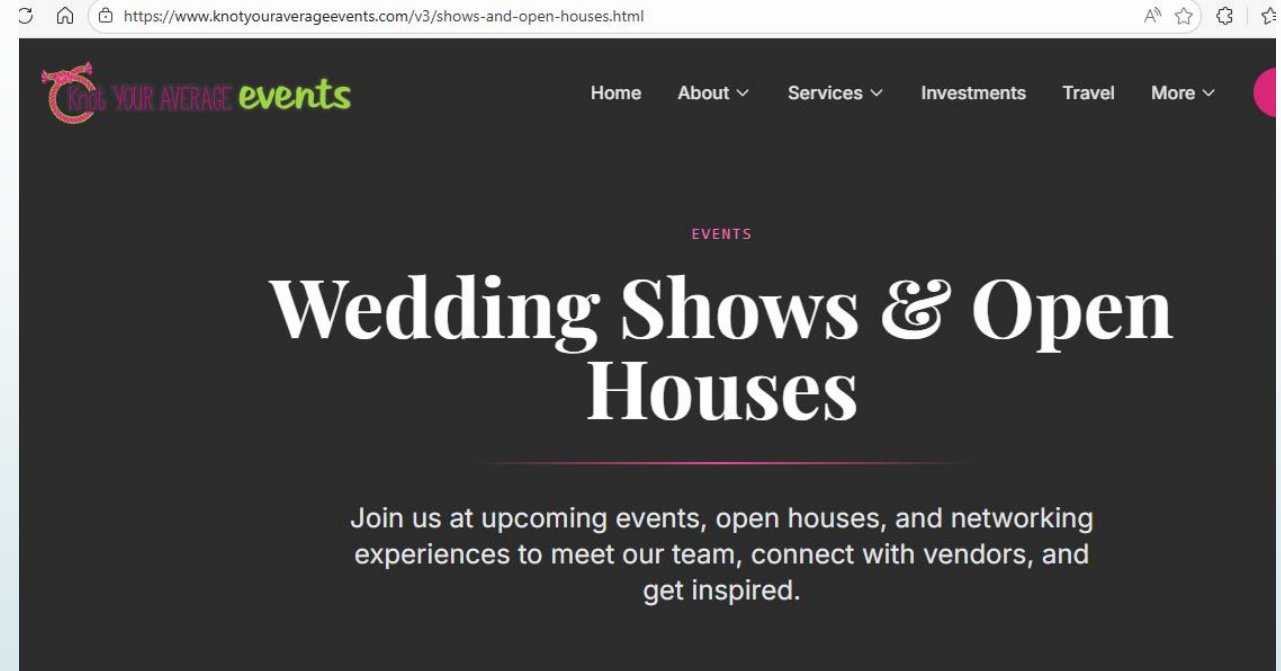 https://www.knotyouraverageevents.com/v3/shows-and-open-houses.html
Knot YOUR AVERAGE events
Home About Services Investments Travel More
EVENTS
Wedding Shows & Open
Houses
Join us at upcoming events, open houses, and networking
experiences to meet our team, connect with vendors, and
get inspired.